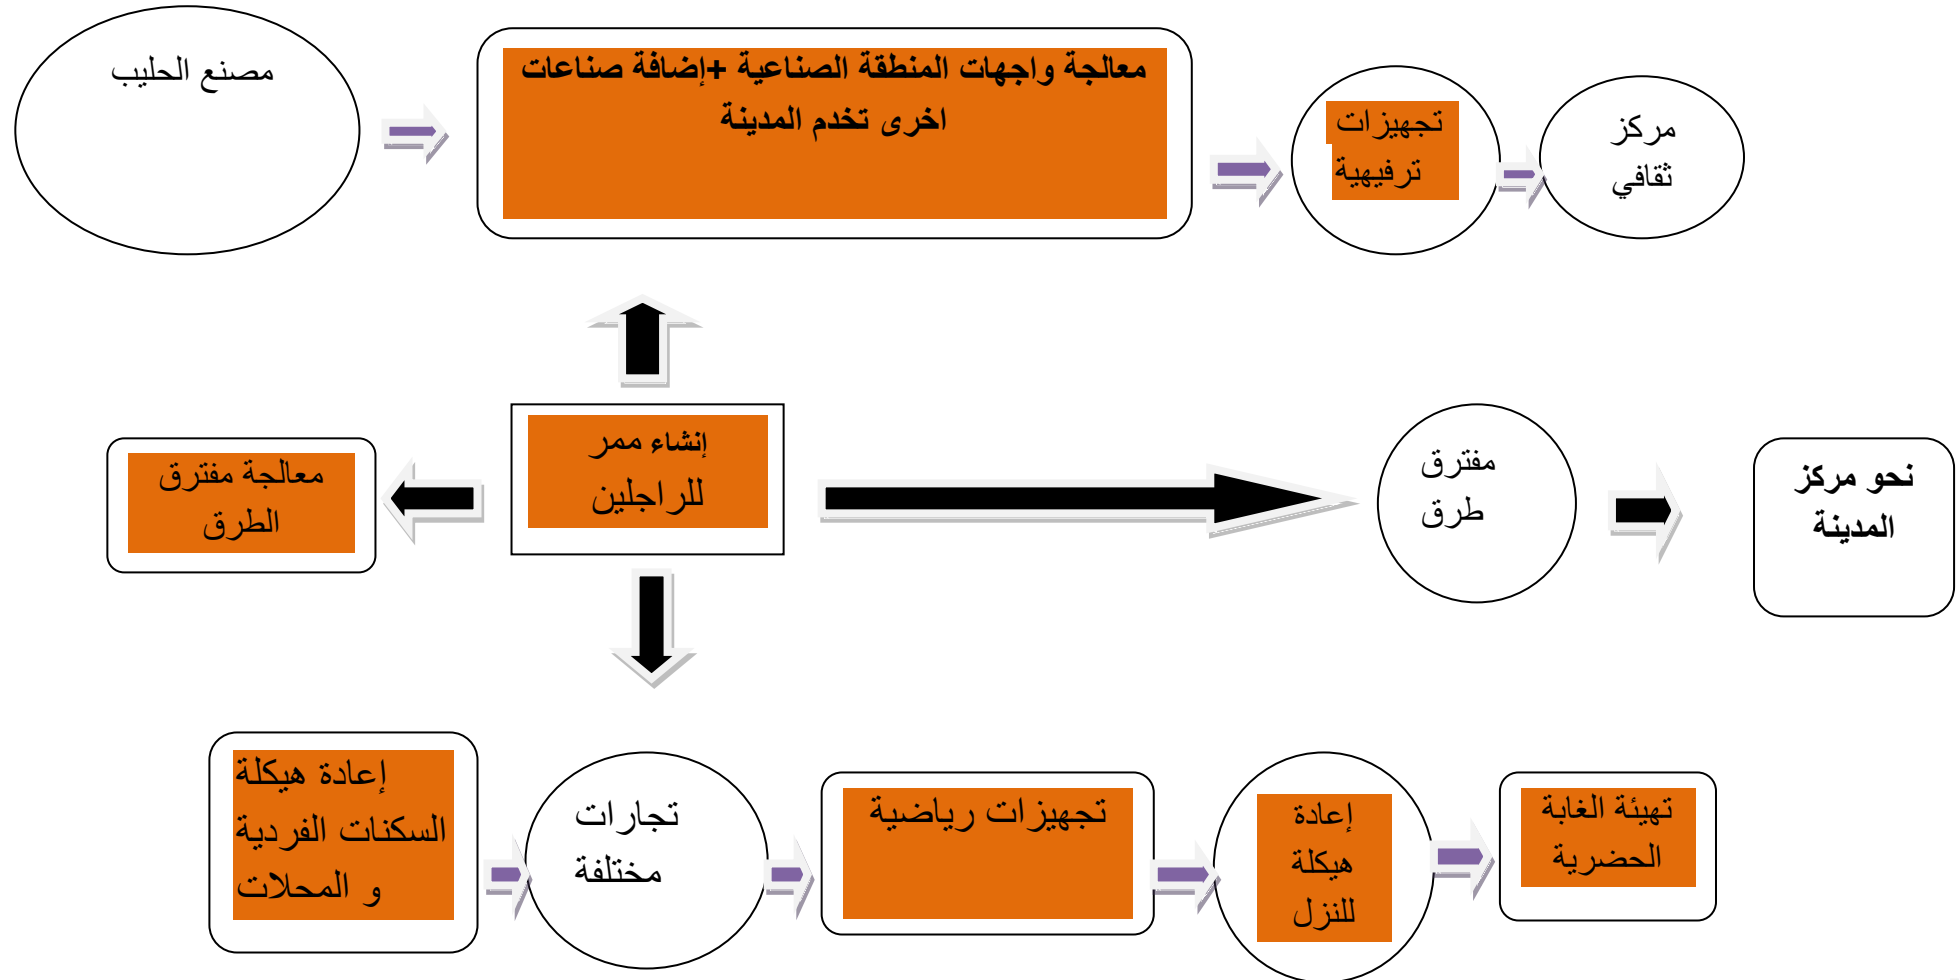 مصنع الحليب
معالجة واجهات المنطقة الصناعية +إضافة صناعات
اخرى تخدم المدينة
تجهيزات
ترفيهية
مركز
ثقافي
معالجة مفترق
الطرق
إنشاء ممر
للراجلين
مفترق
طرق
نحو مركز
المدينة
إعادة هيكلة
السكنات الفردية
و المحلات
تجارات
مختلفة
تجهيزات رياضية
إعادة
هيكلة
للنزل
تهيئة الغابة
الحضرية